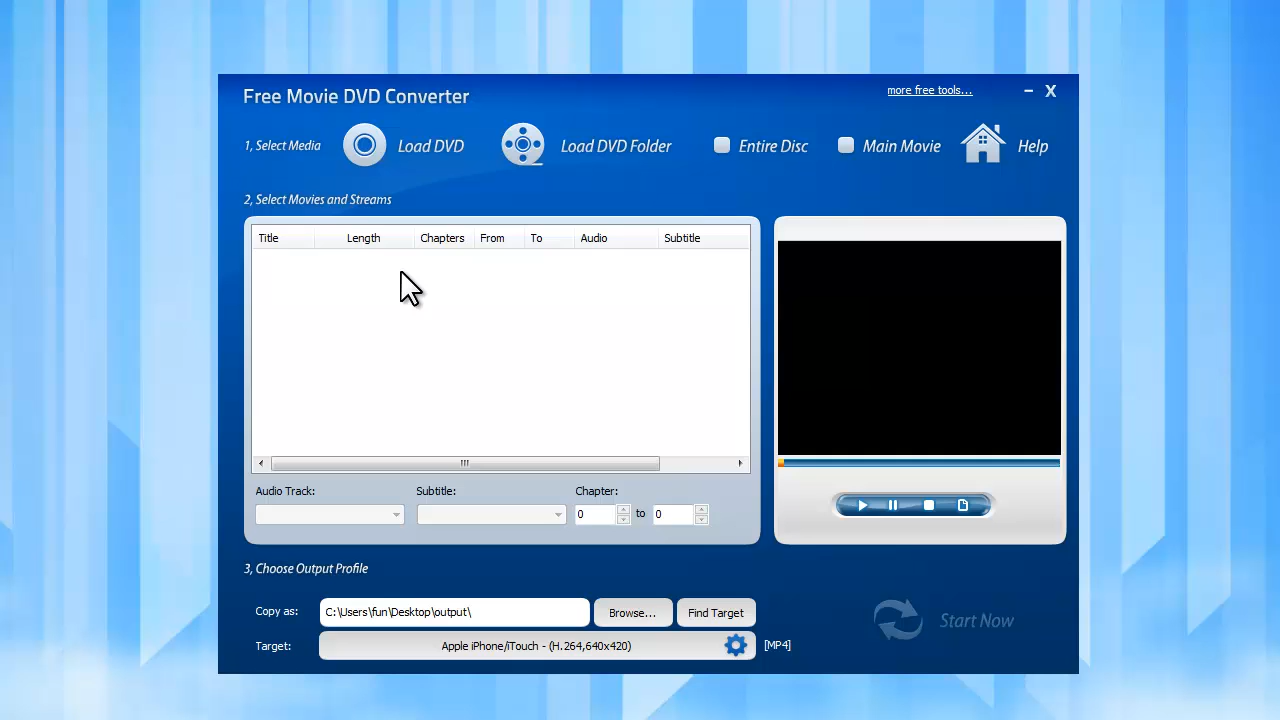 Free Movie DVD Converter
more free tools...
– X
1, Select Media
Load DVD
Load DVD Folder
Entire Disc
Main Movie
Help
2, Select Movies and Streams
Title Length Chapters From To Audio Subtitle
Audio Track: Subtitle: Chapter:
0 to 0
3, Choose Output Profile
Copy as: C:\Users\fun\Desktop\output\ Browse... Find Target
Start Now
Target: Apple iPhone/iTouch - (H.264,640x420) [MP4]